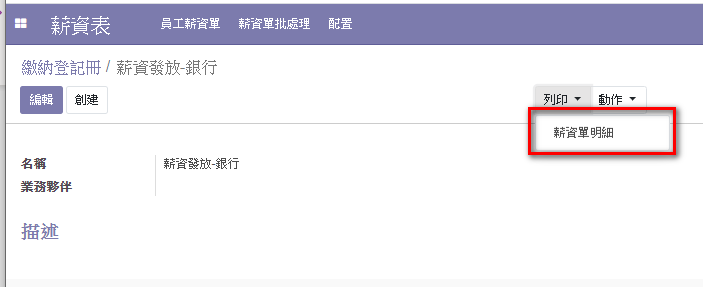 薪資表 員工薪資單 薪資單批處理 配置
繳納登記冊 / 薪資發放-銀行
編輯 創建 列印 動作
薪資單明細
名稱 薪資發放-銀行
業務夥伴
描述